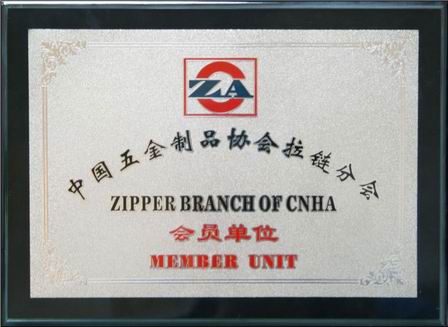 ZA
中国五金制品协会拉链分会
ZIPPER BRANCH OF CNHA
会员单位
MEMBER UNIT